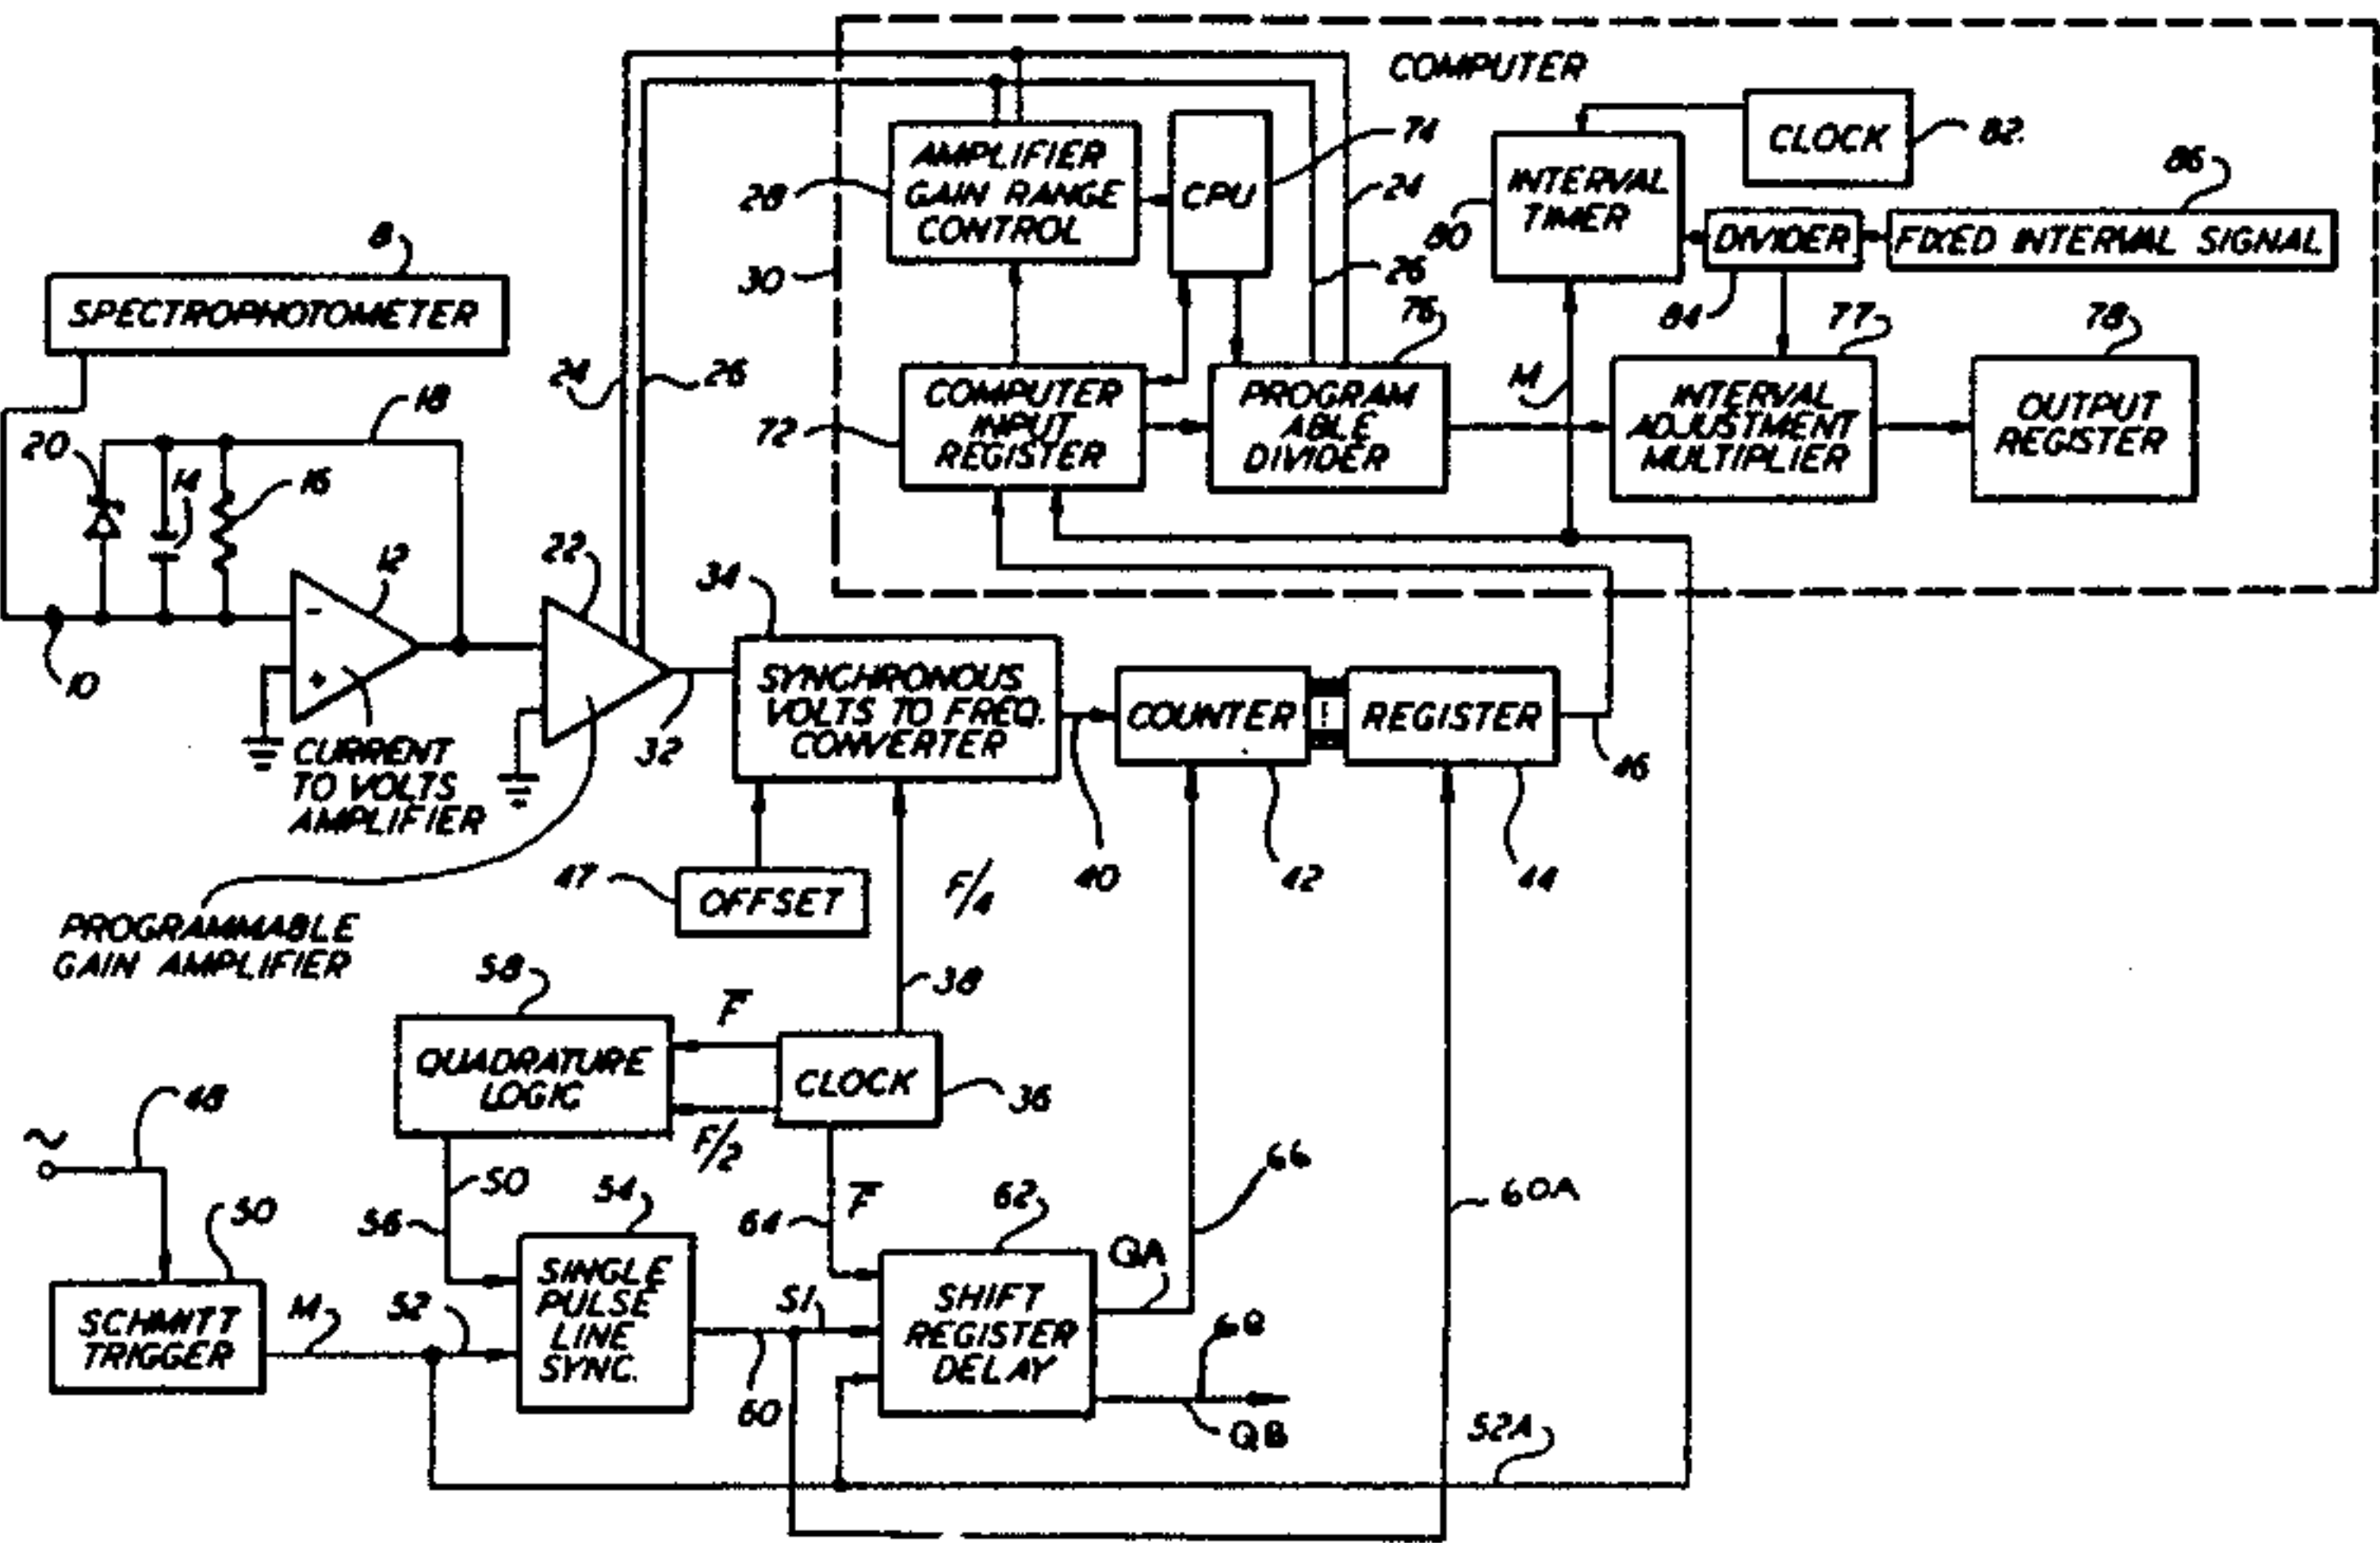 COMPUTER
AMPLIFIER
GAIN RANGE
CONTROL
28
CPU
74
24
26
76
30
INTERVAL
TIMER
80
CLOCK
82
86
DIVIDER
84
FIXED INTERVAL SIGNAL
77
78
8
SPECTROPHOTOMETER
24
26
COMPUTER
INPUT
REGISTER
72
PROGRAM
ABLE
DIVIDER
M
INTERVAL
ADJUSTMENT
MULTIPLIER
OUTPUT
REGISTER
18
20
14
16
12
-
+
10
22
CURRENT
TO VOLTS
AMPLIFIER
32
34
SYNCHRONOUS
VOLTS TO FREQ.
CONVERTER
COUNTER
REGISTER
46
40
42
44
47
OFFSET
F/4
38
PROGRAMMABLE
GAIN AMPLIFIER
58
QUADRATURE
LOGIC
F
F/2
CLOCK
36
~
48
50
SCHMITT
TRIGGER
M
52
56
SO
54
SINGLE
PULSE
LINE
SYNC.
60
S1
64
F
62
SHIFT
REGISTER
DELAY
QA
66
68
QB
60A
52A